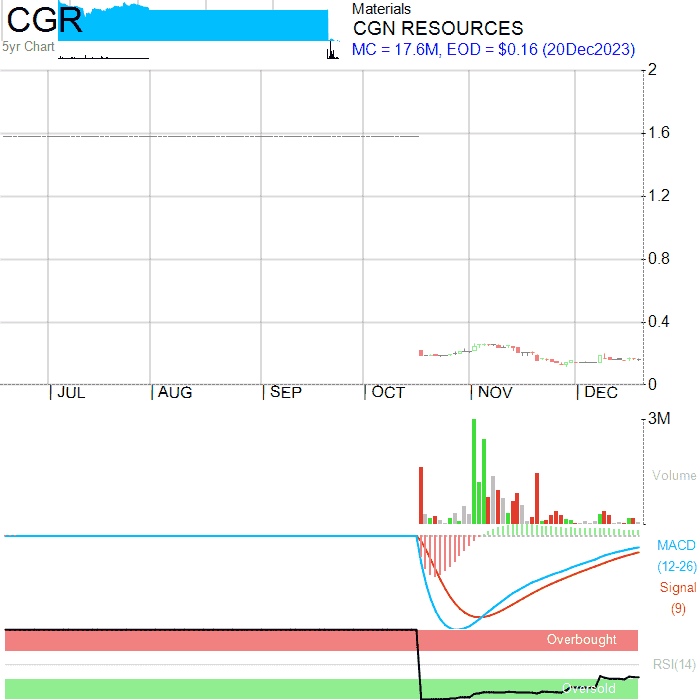 CGR
5yr Chart
Materials
CGN RESOURCES
MC = 17.6M, EOD = $0.16 (20Dec2023)
2
1.6
1.2
0.8
0.4
0
JUL AUG SEP OCT NOV DEC
3M
Volume
MACD
(12-26)
Signal
(9)
Overbought
RSI(14)
Oversold